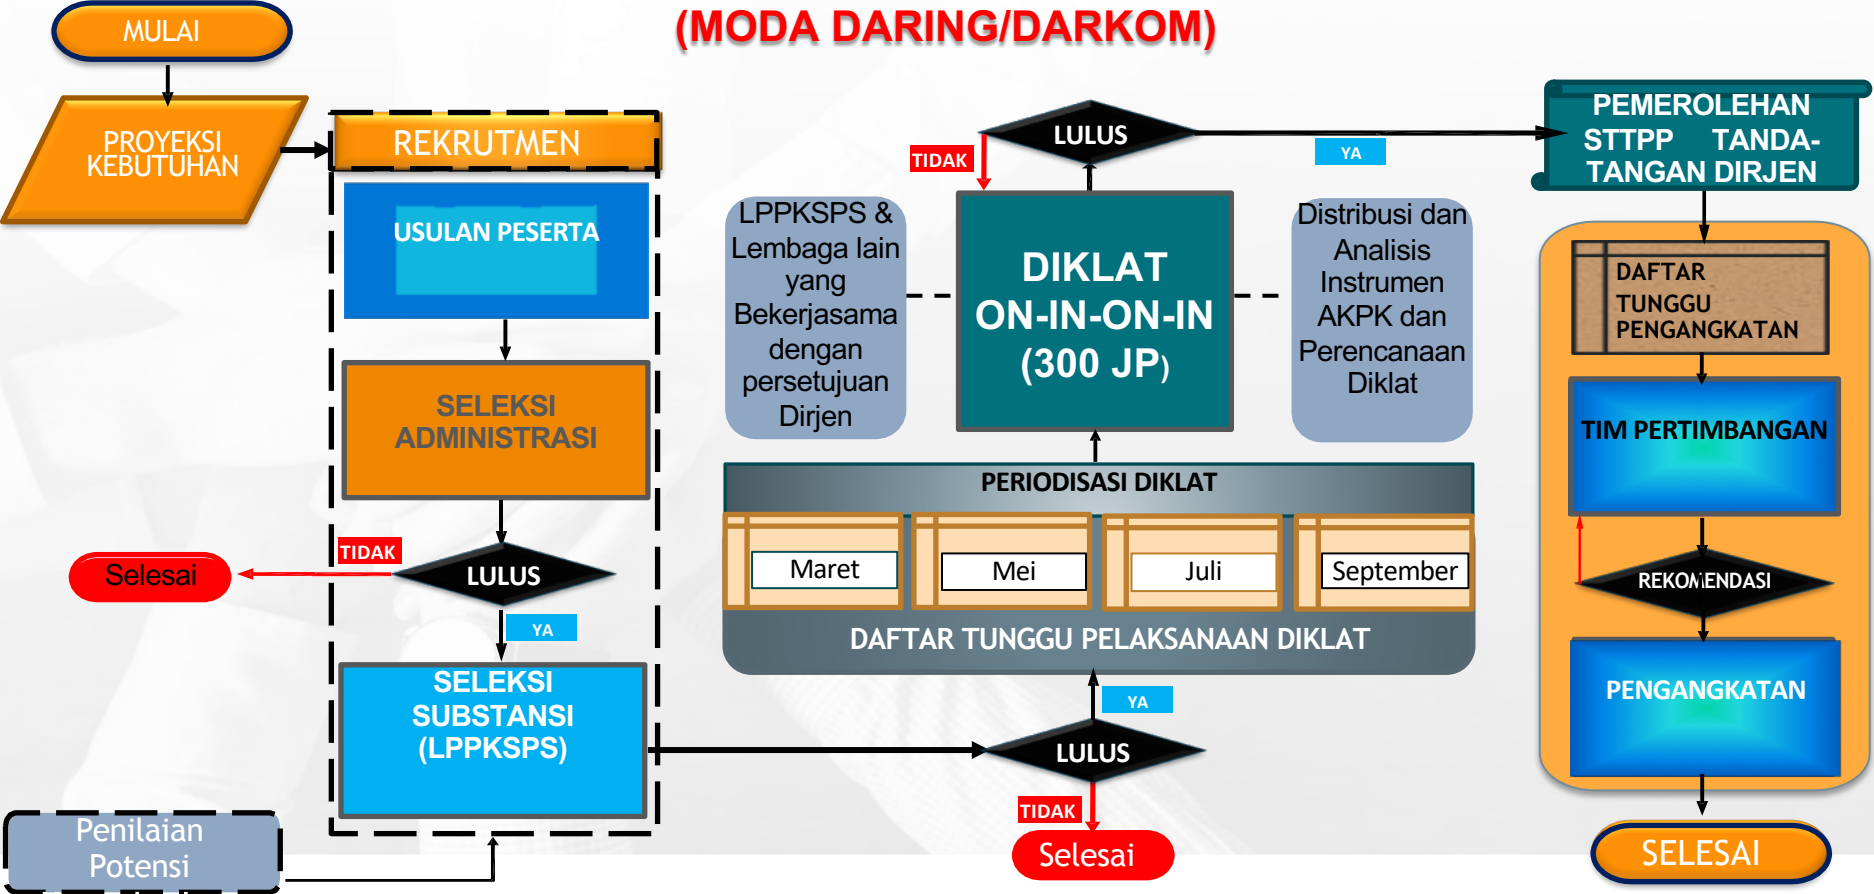 (MODA DARING/DARKOM)
MULAI
PROYEKSI
KEBUTUHAN
REKRUTMEN
USULAN PESERTA
SELEKSI
ADMINISTRASI
TIDAK
LULUS
Selesai
YA
SELEKSI
SUBSTANSI
(LPPKSPS)
Penilaian
Potensi
LULUS
TIDAK
YA
LPPKSPS &
Lembaga lain
yang
Bekerjasama
dengan
persetujuan
Dirjen
DIKLAT
ON-IN-ON-IN
(300 JP)
Distribusi dan
Analisis
Instrumen
AKPK dan
Perencanaan
Diklat
PERIODISASI DIKLAT
Maret
Mei
Juli
September
DAFTAR TUNGGU PELAKSANAAN DIKLAT
YA
LULUS
TIDAK
Selesai
PEMEROLEHAN
STTPP TANDA-
TANGAN DIRJEN
DAFTAR
TUNGGU
PENGANGKATAN
TIM PERTIMBANGAN
REKOMENDASI
PENGANGKATAN
SELESAI